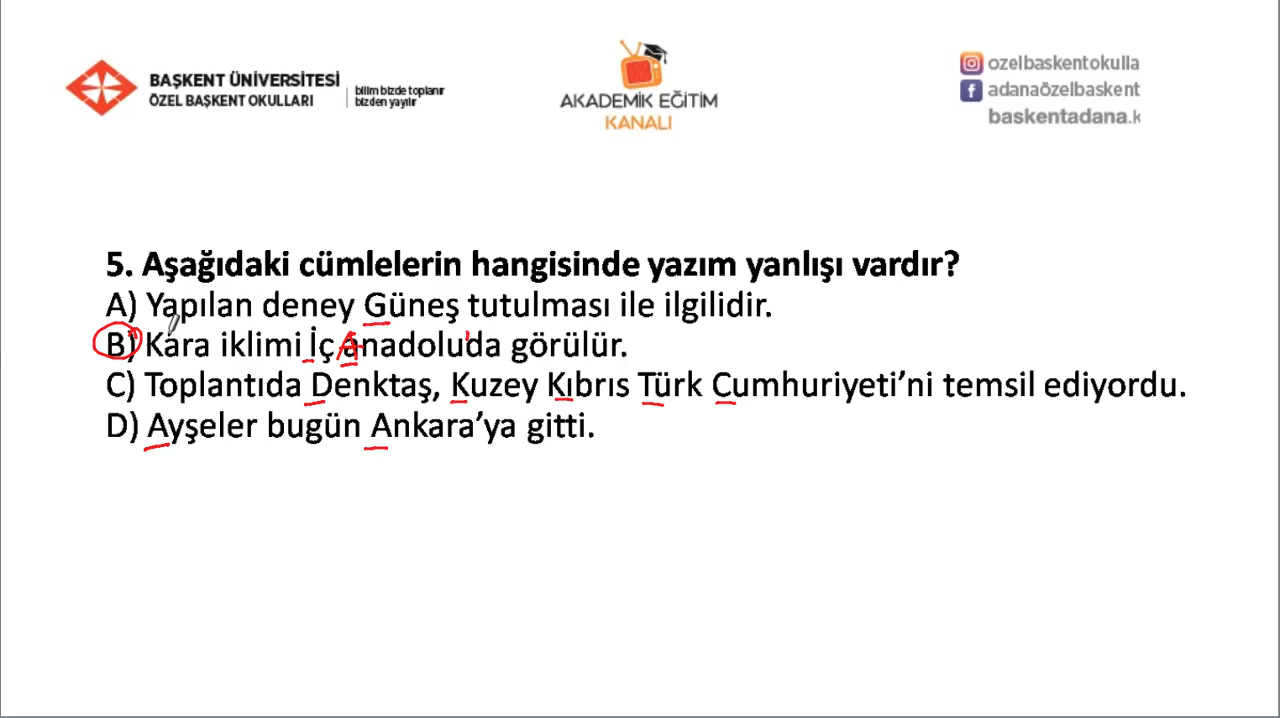 BAŞKENT ÜNİVERSİTESİ
ÖZEL BAŞKENT OKULLARI
bilim bizde toplanır
bizden yayılır
AKADEMİK EĞİTİM
KANALI
ozelbaskentokulla
adanaözelbaskent
baskentadana.k
5. Aşağıdaki cümlelerin hangisinde yazım yanlışı vardır?
A) Yapılan deney Güneş tutulması ile ilgilidir.
B) Kara iklimi İç anadolu'da görülür.
C) Toplantıda Denktaş, Kuzey Kıbrıs Türk Cumhuriyeti’ni temsil ediyordu.
D) Ayşeler bugün Ankara’ya gitti.